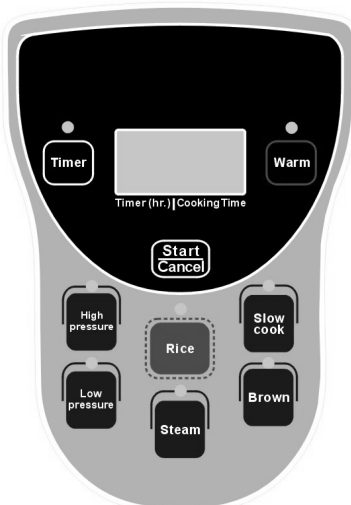 Timer
Warm
Timer (hr.)|Cooking Time
Start
Cancel
High
pressure
Slow
cook
Rice
Low
pressure
Brown
Steam